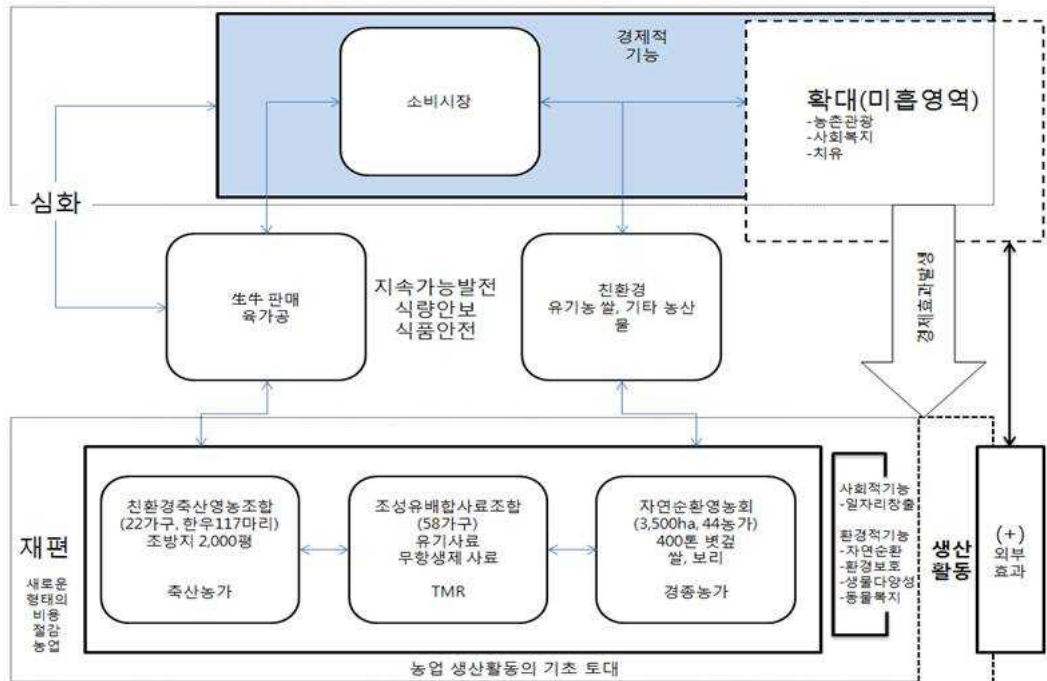 경제적
기능
소비시장
확대(미흡영역)
-농촌관광
-사회복지
-치유
심화
生牛 판매
육가공
지속가능발전
식량안보
식품안전
친환경
유기농 쌀, 기타 농산
물
경제효과발생
재편
새로운
형태의
비용
절감
농업
친환경축산영농조합
(22가구, 한우117마리)
조방지 2,000평
축산농가
조성유배합사료조합
(58가구)
유기사료
무항생제 사료
TMR
자연순환영농회
(3,500ha, 44농가)
400톤 볏겊
쌀, 보리
경종농가
사회적기능
-일자리창출
환경적기능
-자연순환
-환경보호
-생물다양성
-동물복지
생산
활동
(+)
외부
효과
농업 생산활동의 기초 토대